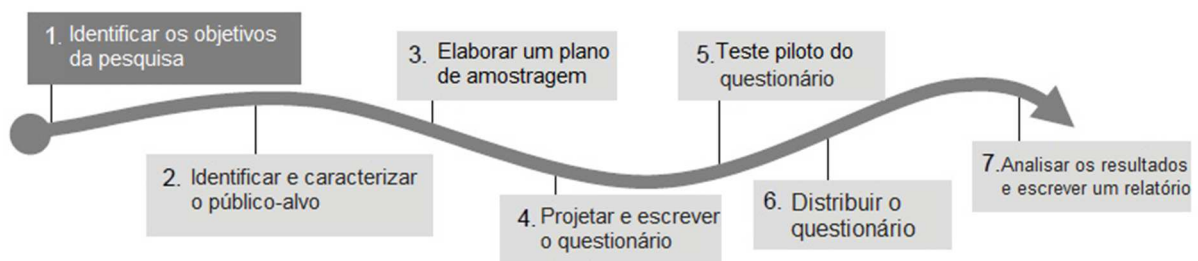 1. Identificar os objetivos
da pesquisa
2. Identificar e caracterizar
o público-alvo
3. Elaborar um plano
de amostragem
4. Projetar e escrever
o questionário
5. Teste piloto do
questionário
6. Distribuir o
questionário
7. Analisar os resultados
e escrever um relatório